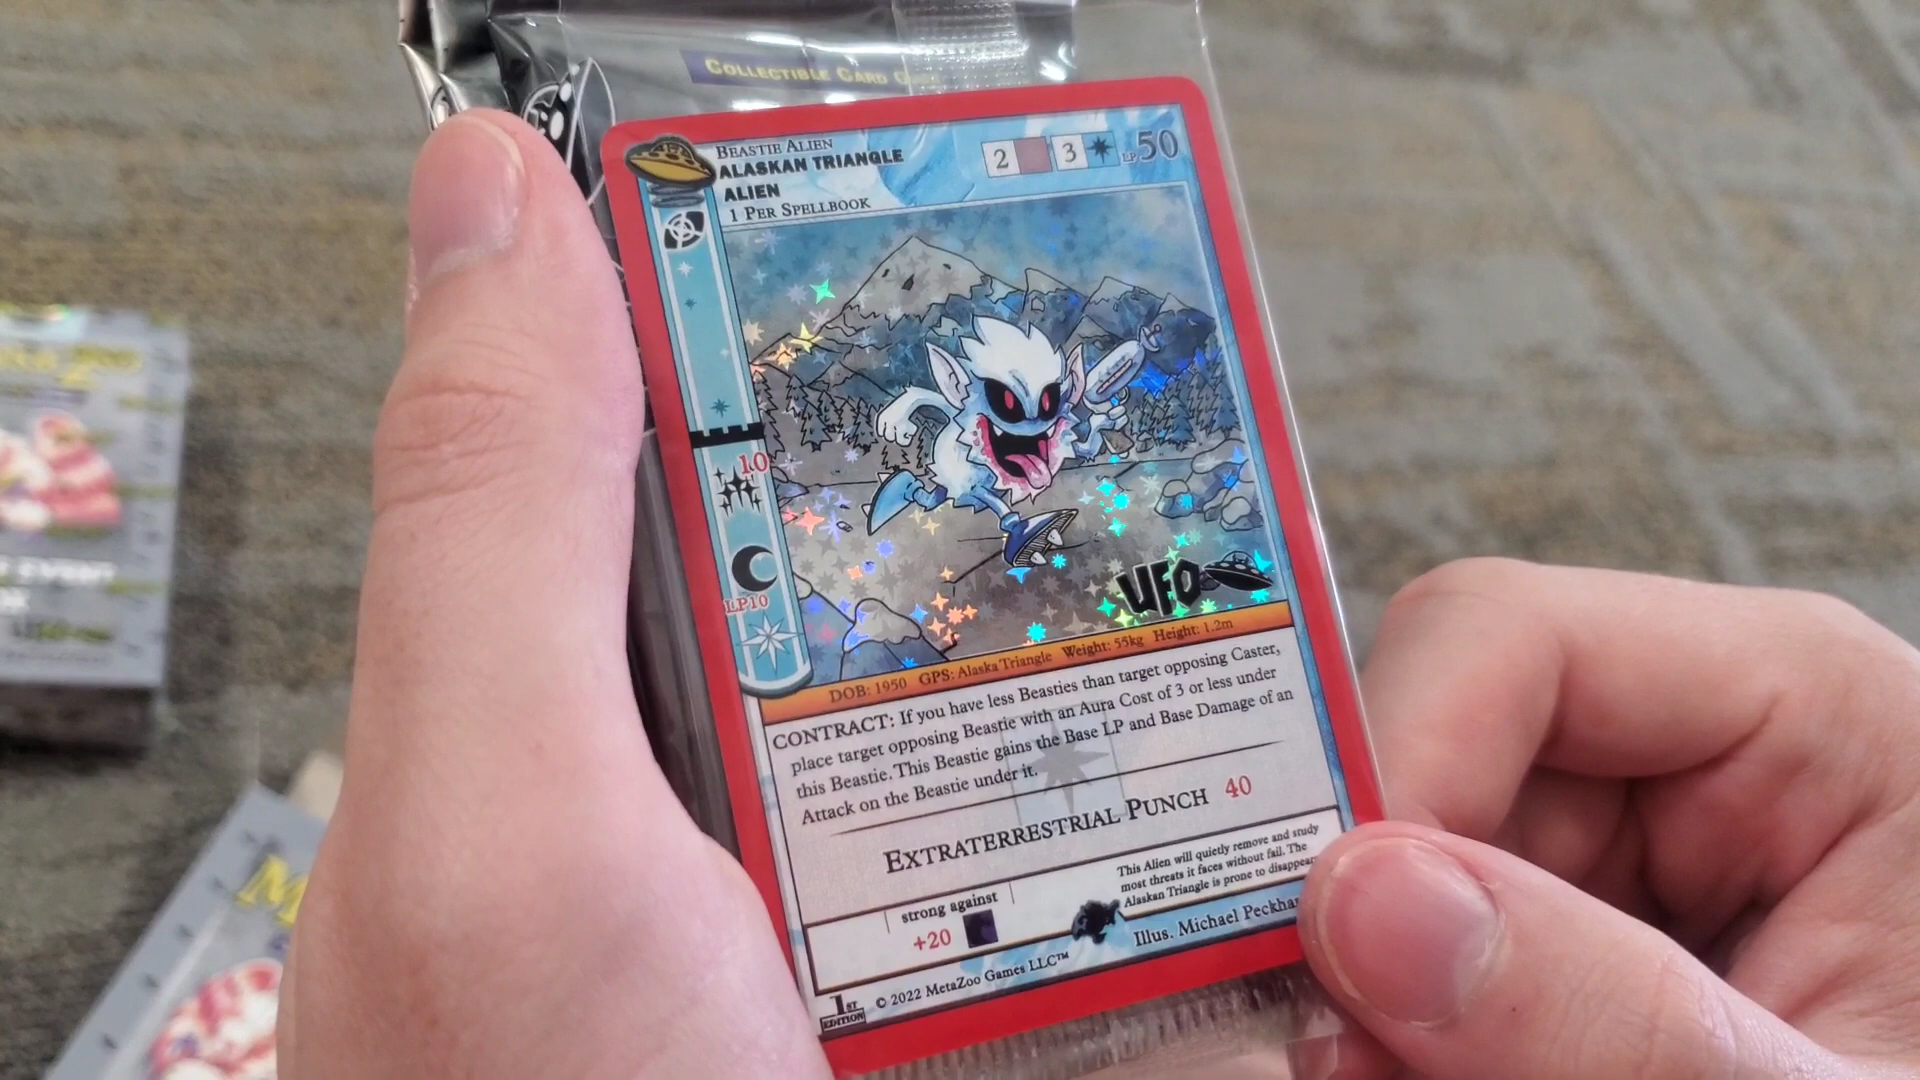 COLLECTIBLE CARD
BEASTIE ALIEN
ALASKAN TRIANGLE
ALIEN
1 PER SPELLBOOK
2 3 LP50
10
LP10
UFO
DOB: 1950 GPS: Alaska Triangle Weight: 55kg Height: 1.2m
CONTRACT: If you have less Beasties than target opposing Caster,
place target opposing Beastie with an Aura Cost of 3 or less under
this Beastie. This Beastie gains the Base LP and Base Damage of an
Attack on the Beastie under it.
EXTRATERRESTRIAL PUNCH 40
This Alien will quietly remove and study
most threats it faces without fail. The
Alaskan Triangle is prone to
strong against
+20
Illus. Michael
© 2022 MetaZoo Games LLC™
1ST
EDITION
EVENT
M